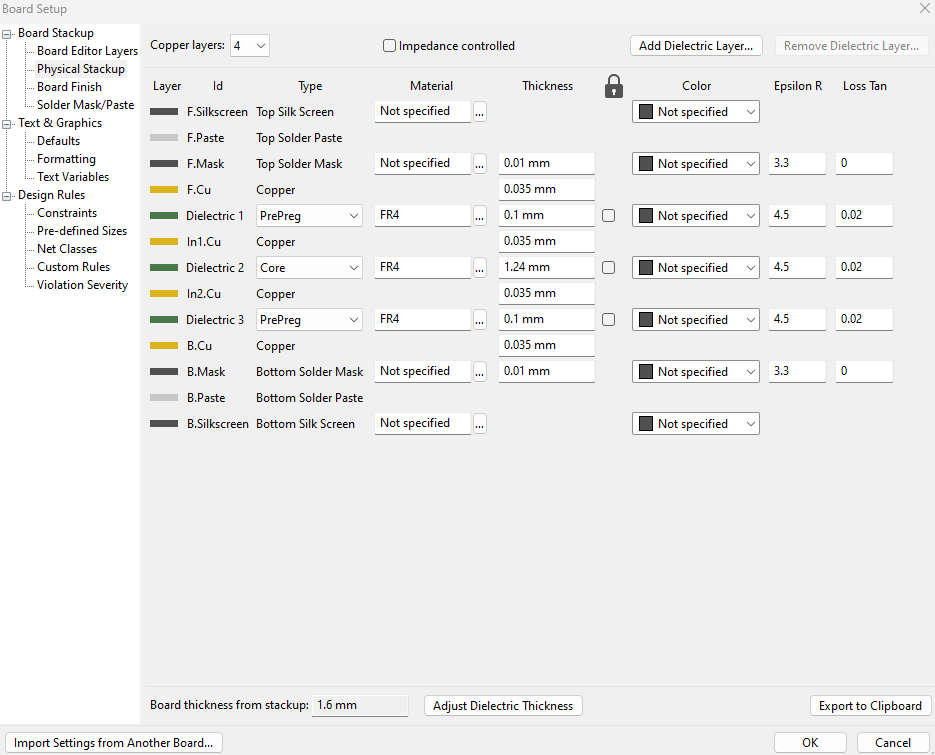 Board Setup
Board Stackup
Board Editor Layers
Physical Stackup
Board Finish
Solder Mask/Paste
Text & Graphics
Defaults
Formatting
Text Variables
Design Rules
Constraints
Pre-defined Sizes
Net Classes
Custom Rules
Violation Severity
Copper layers: 4 Impedance controlled Add Dielectric Layer... Remove Dielectric Layer...
Layer Id Type Material Thickness Color Epsilon R Loss Tan
F.Silkscreen Top Silk Screen Not specified ... Not specified
F.Paste Top Solder Paste
F.Mask Top Solder Mask Not specified ... 0.01 mm Not specified 3.3 0
F.Cu Copper 0.035 mm
Dielectric 1 PrePreg FR4 ... 0.1 mm Not specified 4.5 0.02
In1.Cu Copper 0.035 mm
Dielectric 2 Core FR4 ... 1.24 mm Not specified 4.5 0.02
In2.Cu Copper 0.035 mm
Dielectric 3 PrePreg FR4 ... 0.1 mm Not specified 4.5 0.02
B.Cu Copper 0.035 mm
B.Mask Bottom Solder Mask Not specified ... 0.01 mm Not specified 3.3 0
B.Paste Bottom Solder Paste
B.Silkscreen Bottom Silk Screen Not specified ... Not specified
Board thickness from stackup: 1.6 mm Adjust Dielectric Thickness Export to Clipboard
Import Settings from Another Board... OK Cancel